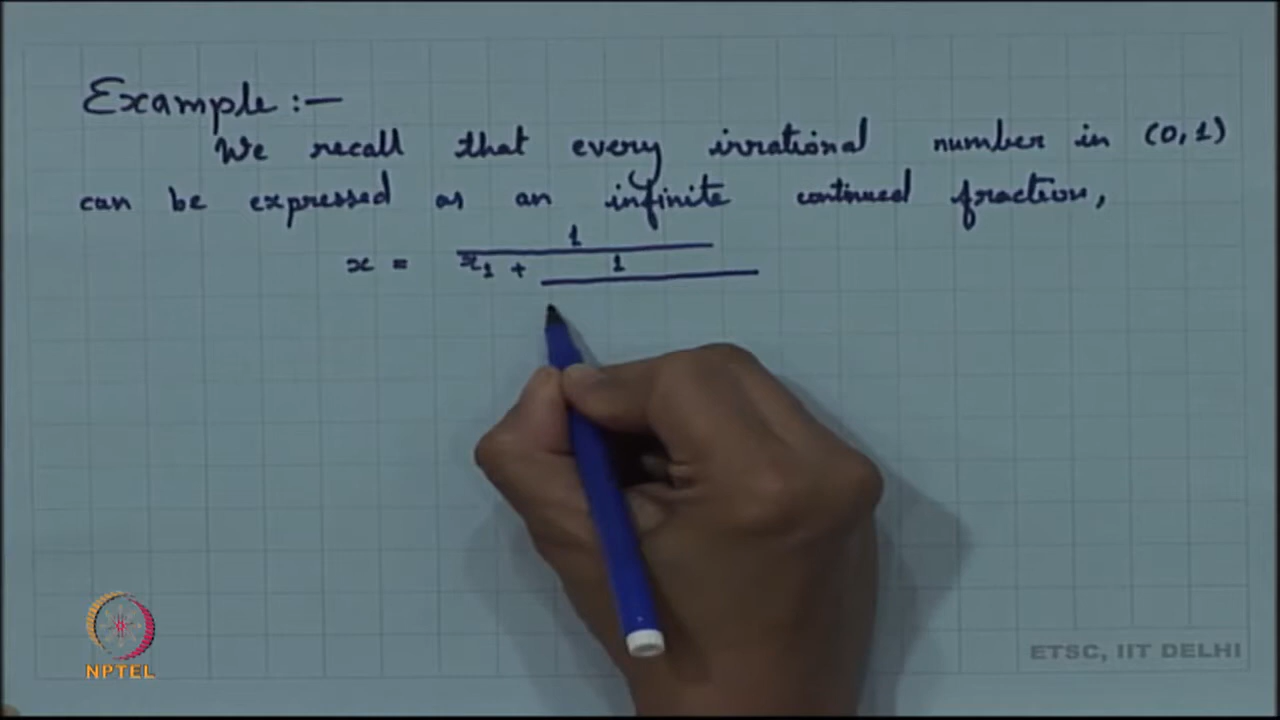 Example :—
We recall that every irrational number in (0,1)
can be expressed as an infinite continued fraction,
1
x = x₁ + 1
NPTEL
ETSC, IIT DELHI